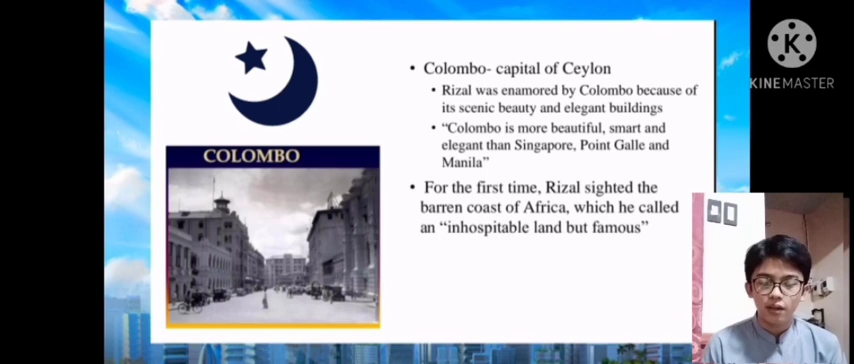 • Colombo- capital of Ceylon
• Rizal was enamored by Colombo because of
its scenic beauty and elegant buildings
• “Colombo is more beautiful, smart and
elegant than Singapore, Point Galle and
Manila”
• For the first time, Rizal sighted the
barren coast of Africa, which he called
an “inhospitable land but famous”
COLOMBO
K
KINEMASTER